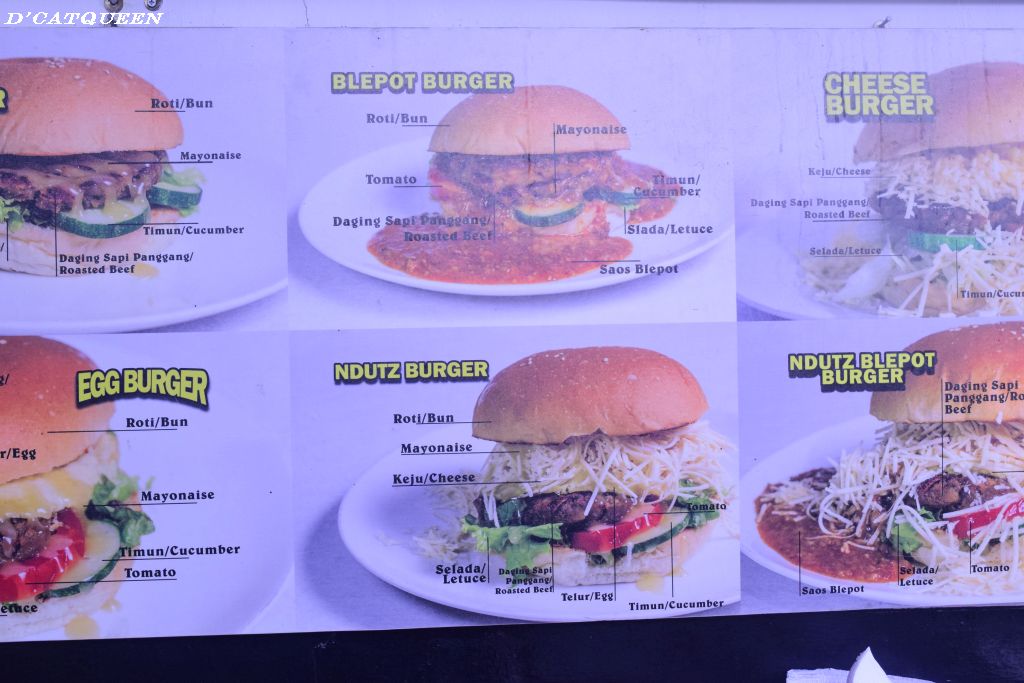 D'CATQUEEN
Roti/Bun
Mayonaise
Timun/Cucumber
Daging Sapi Panggang/
Roasted Beef
BLEPOT BURGER
Roti/Bun
Mayonaise
Tomato
Timun/
Cucumber
Daging Sapi Panggang/
Roasted Beef
Slada/Letuce
Saos Blepot
CHEESE
BURGER
Keju/Cheese
Daging Sapi Panggang/
Roasted Beef
Selada/Letuce
Timun/Cucum
EGG BURGER
Roti/Bun
r/Egg
Mayonaise
Timun/Cucumber
Tomato
etuce
NDUTZ BURGER
Roti/Bun
Mayonaise
Keju/Cheese
Tomato
Selada/
Letuce
Daging Sapi
Panggang/
Roasted Beef
Telur/Egg
Timun/Cucumber
NDUTZ BLEPOT
BURGER
Daging Sapi
Panggang/Ro
Beef
Selada/
Letuce
Tomato
Saos Blepot